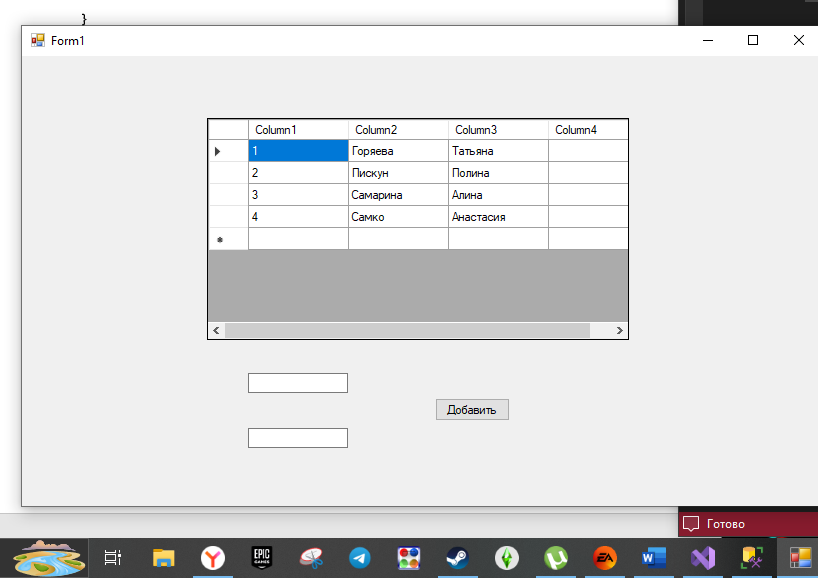 }
Form1
Column1 Column2 Column3 Column4
1 Горяева Татьяна
2 Пискун Полина
3 Самарина Алина
4 Самко Анастасия
Добавить
Готово
EPIC GAMES
EA
W